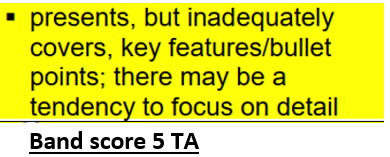 ▪ presents, but inadequately
covers, key features/bullet
points; there may be a
tendency to focus on detail
Band score 5 TA